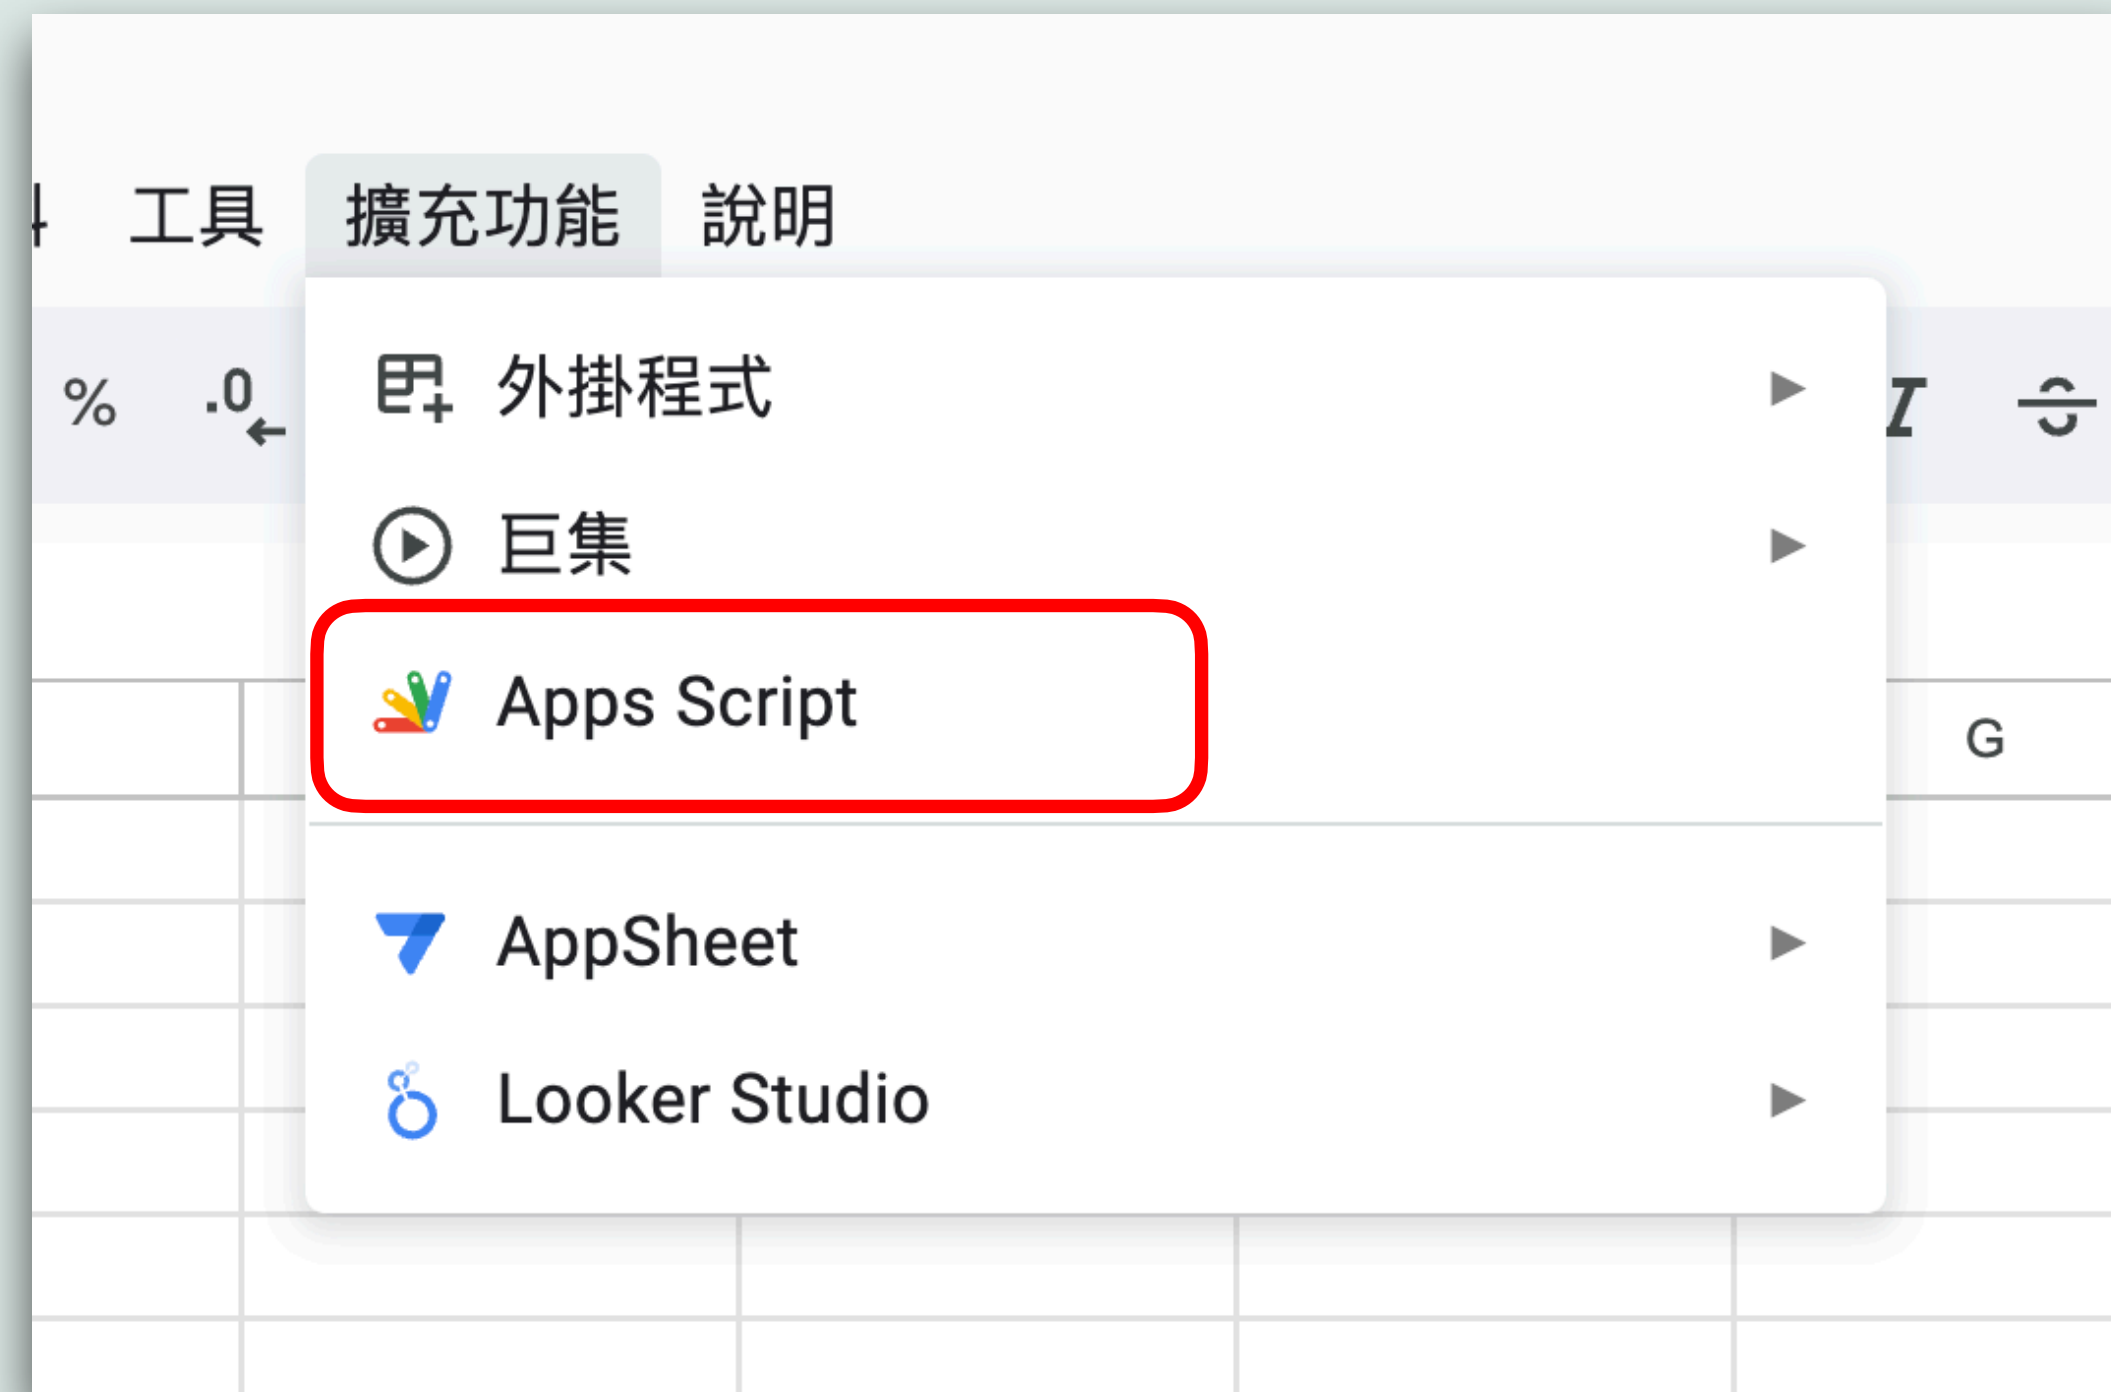 工具 擴充功能 說明
% .0
外掛程式
巨集
Apps Script
G
AppSheet
Looker Studio